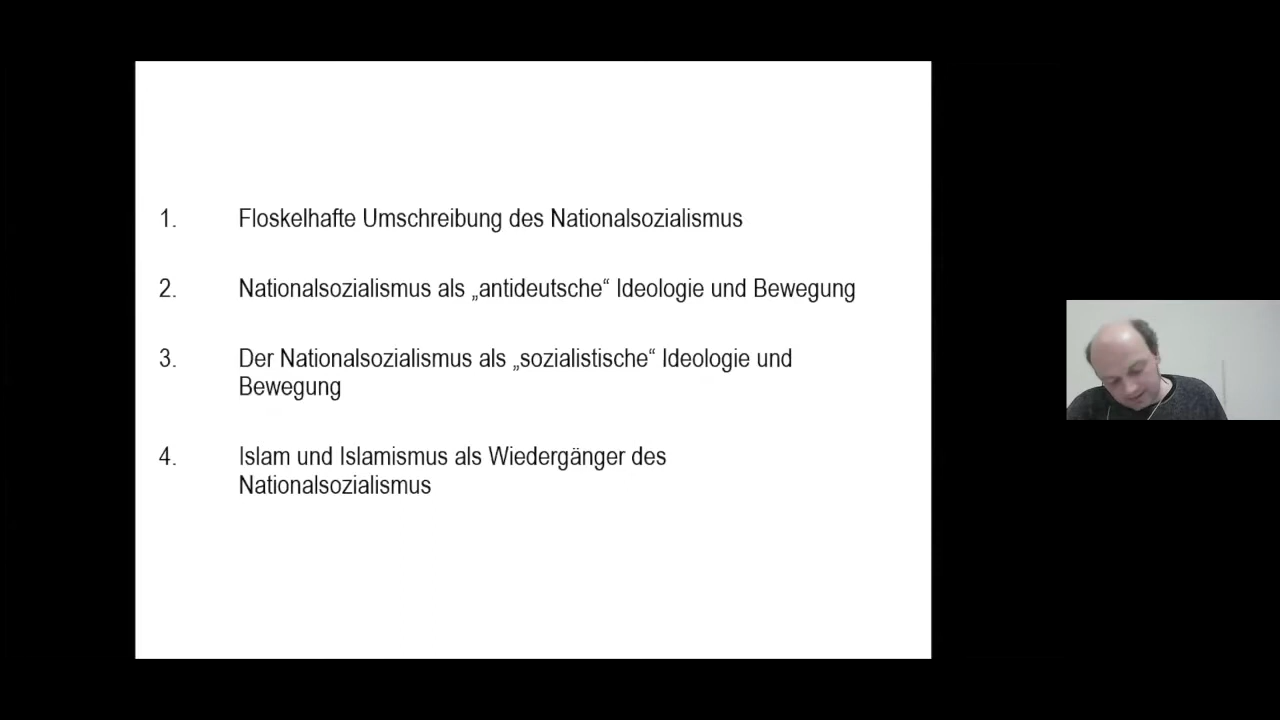 1. Floskelhafte Umschreibung des Nationalsozialismus
2. Nationalsozialismus als „antideutsche“ Ideologie und Bewegung
3. Der Nationalsozialismus als „sozialistische“ Ideologie und
Bewegung
4. Islam und Islamismus als Wiedergänger des
Nationalsozialismus